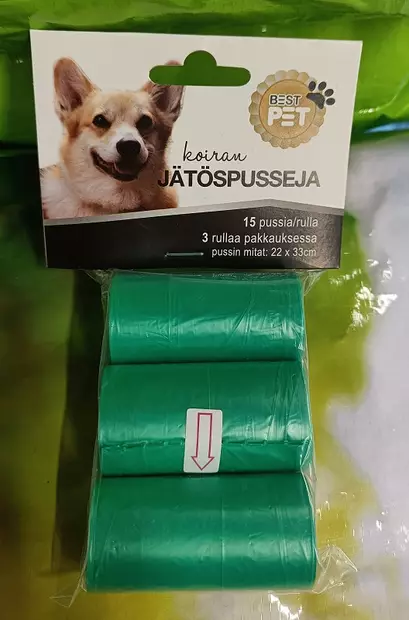 BEST
PET
koiran
JÄTÖSPUSSEJA
15 pussia/rulla
3 rullaa pakkauksessa
pussin mitat: 22 x 33cm